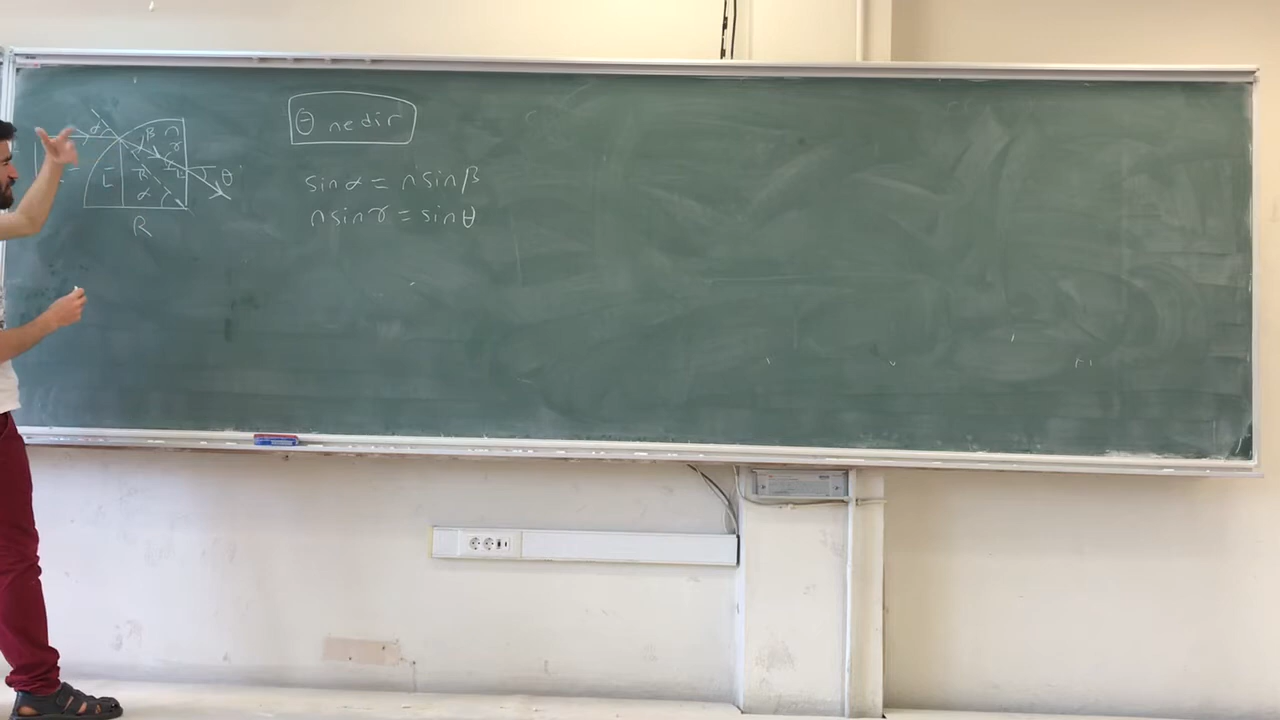 θ nedir
sinα = n sinβ
n sinγ = sinθ
α
β
n
γ
θ
L
R
α
R